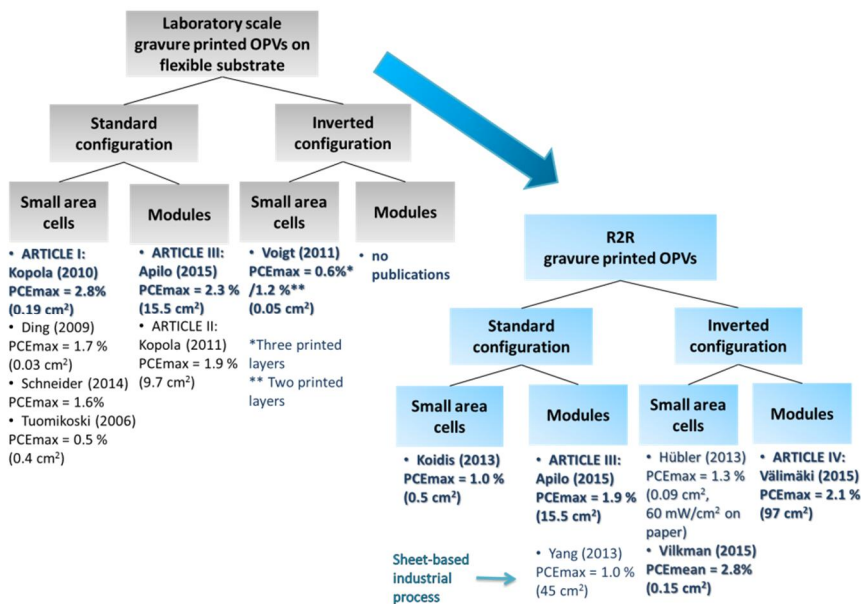 Laboratory scale
gravure printed OPVs on
flexible substrate
Standard
configuration
Inverted
configuration
Small area
cells
Modules
Small area
cells
Modules
• ARTICLE I:
Kopola (2010)
PCEmax = 2.8%
(0.19 cm²)
• Ding (2009)
PCEmax = 1.7 %
(0.03 cm²)
• Schneider (2014)
PCEmax = 1.6%
• Tuomikoski (2006)
PCEmax = 0.5 %
(0.4 cm²)
• ARTICLE III:
Apilo (2015)
PCEmax = 2.3 %
(15.5 cm²)
• ARTICLE II:
Kopola (2011)
PCEmax = 1.9 %
(9.7 cm²)
• Voigt (2011)
PCEmax = 0.6%*
/1.2 %**
(0.05 cm²)
*Three printed
layers
** Two printed
layers
• no
publications
R2R
gravure printed OPVs
Standard
configuration
Inverted
configuration
Small area
cells
Modules
Small area
cells
Modules
• Koidis (2013)
PCEmax = 1.0 %
(0.5 cm²)
• ARTICLE III:
Apilo (2015)
PCEmax = 1.9 %
(15.5 cm²)
Sheet-based
industrial
process
• Yang (2013)
PCEmax = 1.0 %
(45 cm²)
• Hübler (2013)
PCEmax = 1.3 %
(0.09 cm²,
60 mW/cm² on
paper)
• Vilkman (2015)
PCEmean = 2.8%
(0.15 cm²)
• ARTICLE IV:
Välimäki (2015)
PCEmax = 2.1 %
(97 cm²)